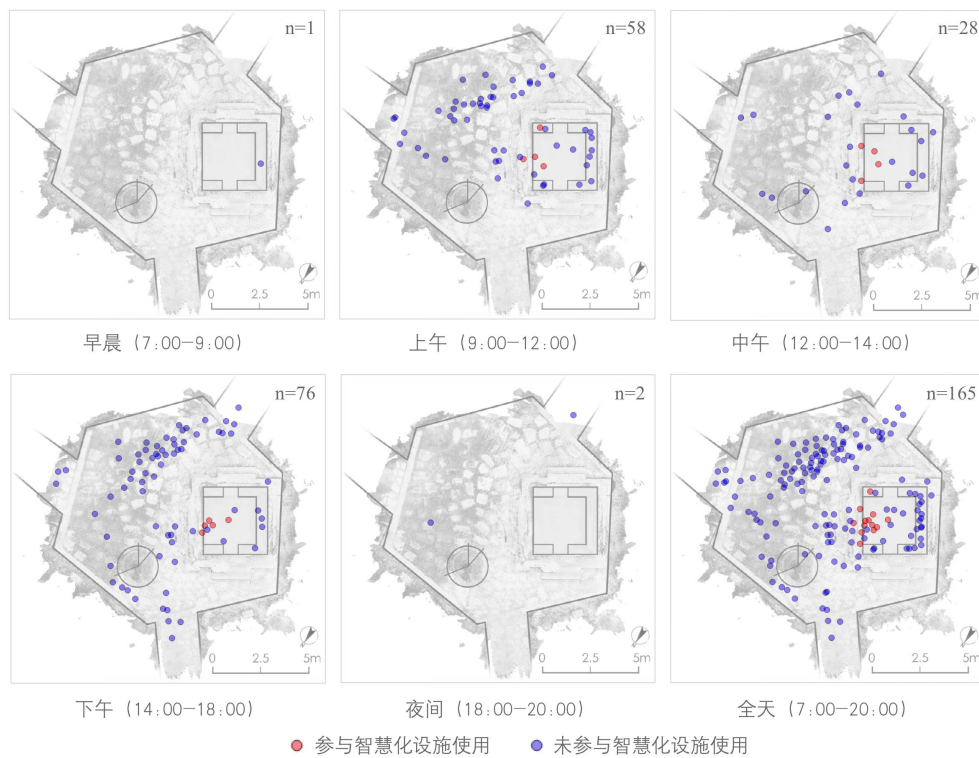 n=1
n=58
n=28
0 2.5 5m
0 2.5 5m
0 2.5 5m
早晨 (7:00—9:00)
上午 (9:00—12:00)
中午 (12:00—14:00)
n=76
n=2
n=165
0 2.5 5m
0 2.5 5m
0 2.5 5m
下午 (14:00—18:00)
夜间 (18:00—20:00)
全天 (7:00—20:00)
参与智慧化设施使用
未参与智慧化设施使用